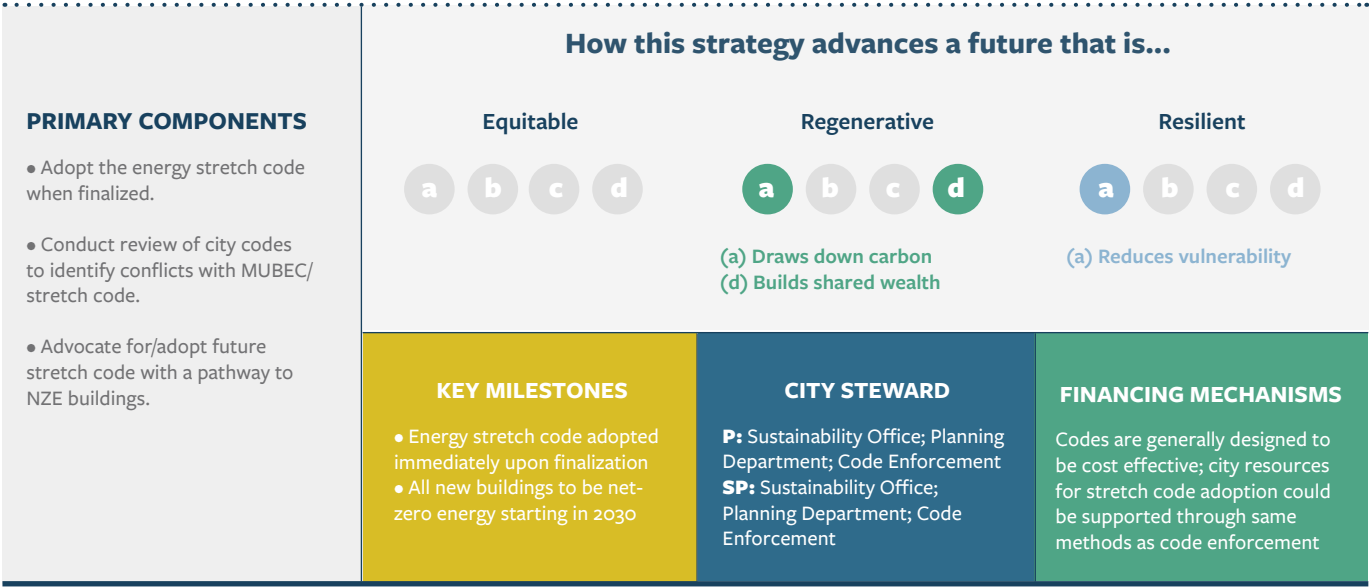 How this strategy advances a future that is...
PRIMARY COMPONENTS
• Adopt the energy stretch code
when finalized.
• Conduct review of city codes
to identify conflicts with MUBEC/
stretch code.
• Advocate for/adopt future
stretch code with a pathway to
NZE buildings.
Equitable
a b c d
Regenerative
a b c d
(a) Draws down carbon
(d) Builds shared wealth
Resilient
a b c d
(a) Reduces vulnerability
KEY MILESTONES
• Energy stretch code adopted
immediately upon finalization
• All new buildings to be net-
zero energy starting in 2030
CITY STEWARD
P: Sustainability Office; Planning
Department; Code Enforcement
SP: Sustainability Office;
Planning Department; Code
Enforcement
FINANCING MECHANISMS
Codes are generally designed to
be cost effective; city resources
for stretch code adoption could
be supported through same
methods as code enforcement